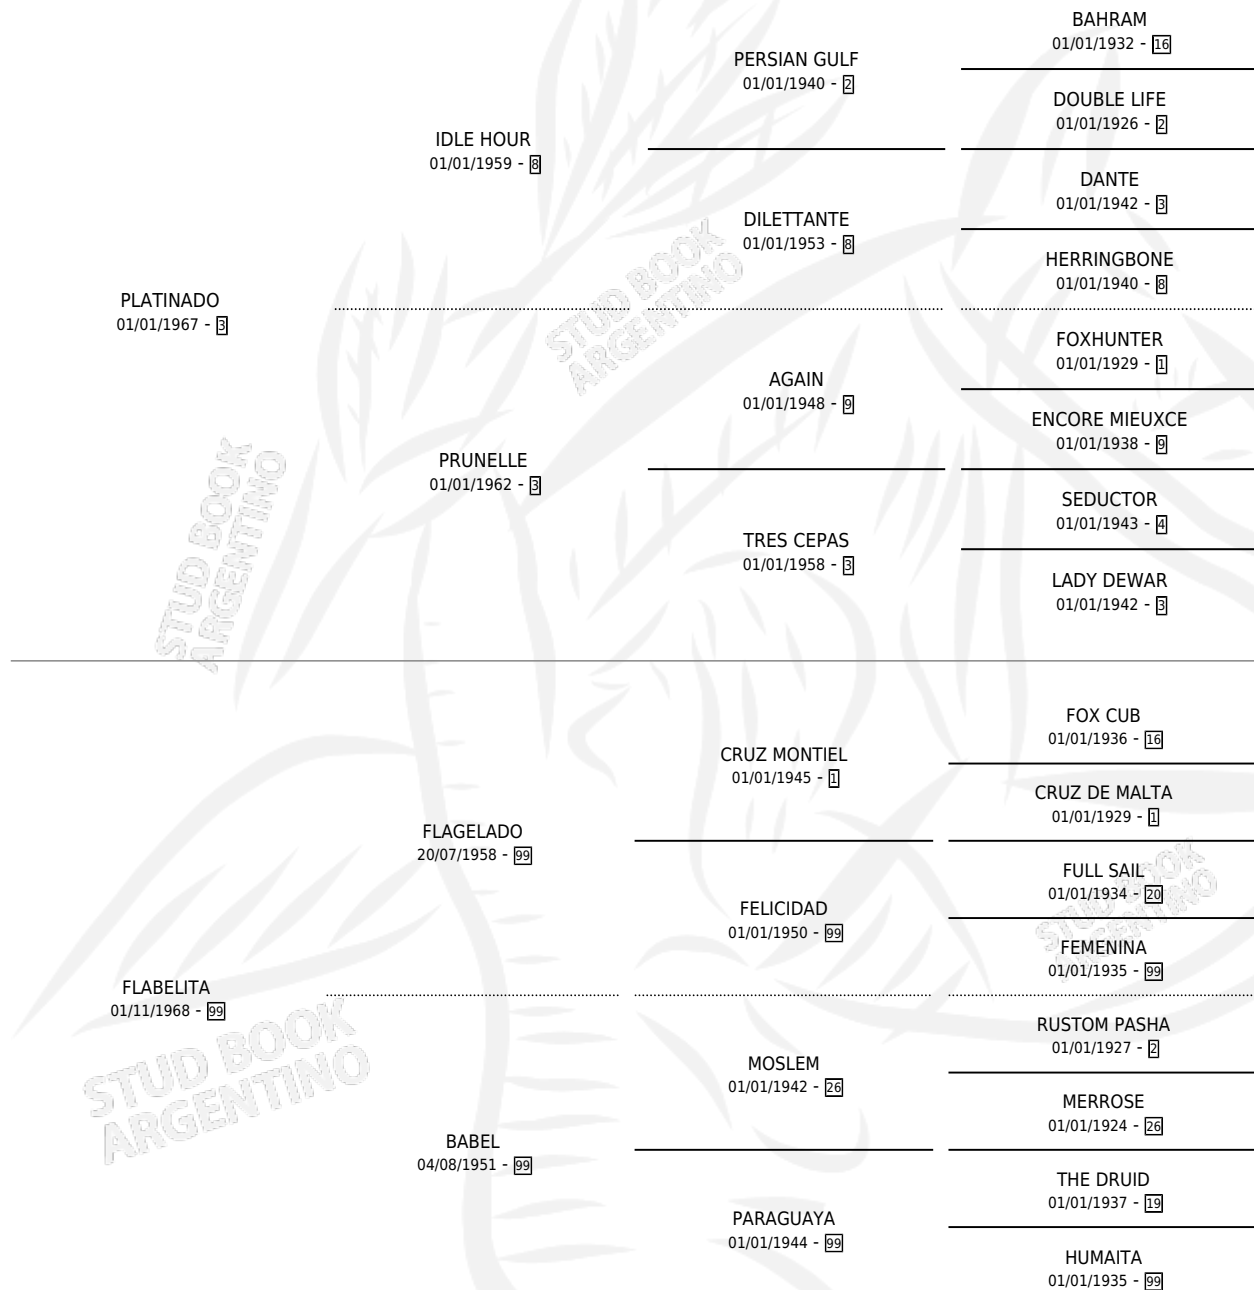 BAHRAM
01/01/1932 - 16
PERSIAN GULF
01/01/1940 - 2
DOUBLE LIFE
01/01/1926 - 2
IDLE HOUR
01/01/1959 - 8
DANTE
01/01/1942 - 3
DILETTANTE
01/01/1953 - 8
HERRINGBONE
01/01/1940 - 8
PLATINADO
01/01/1967 - 3
FOXHUNTER
01/01/1929 - 1
AGAIN
01/01/1948 - 9
ENCORE MIEUXCE
01/01/1938 - 9
PRUNELLE
01/01/1962 - 3
SEDUCTOR
01/01/1943 - 4
TRES CEPAS
01/01/1958 - 3
LADY DEWAR
01/01/1942 - 3
FOX CUB
01/01/1936 - 16
CRUZ MONTIEL
01/01/1945 - 1
CRUZ DE MALTA
01/01/1929 - 1
FLAGELADO
20/07/1958 - 99
FULL SAIL
01/01/1934 - 20
FELICIDAD
01/01/1950 - 99
FEMENINA
01/01/1935 - 99
FLABELITA
01/11/1968 - 99
RUSTOM PASHA
01/01/1927 - 2
MOSLEM
01/01/1942 - 26
MERROSE
01/01/1924 - 26
BABEL
04/08/1951 - 99
THE DRUID
01/01/1937 - 19
PARAGUAYA
01/01/1944 - 99
HUMAITA
01/01/1935 - 99
STUD BOOK
ARGENTINO
STUD BOOK
ARGENTINO
STUD BOOK
ARGENTINO
STUD BOOK
ARGENTINO